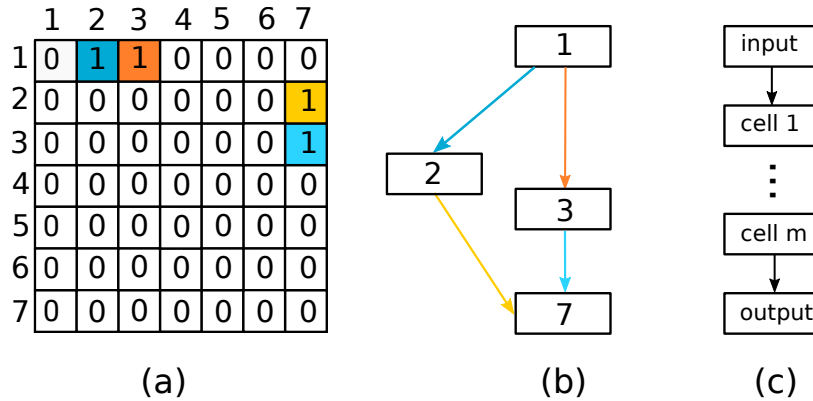 1 2 3 4 5 6 7
1 0 1 1 0 0 0 0
2 0 0 0 0 0 0 1
3 0 0 0 0 0 0 1
4 0 0 0 0 0 0 0
5 0 0 0 0 0 0 0
6 0 0 0 0 0 0 0
7 0 0 0 0 0 0 0
(a)
1
2
3
7
(b)
input
cell 1
cell m
output
(c)